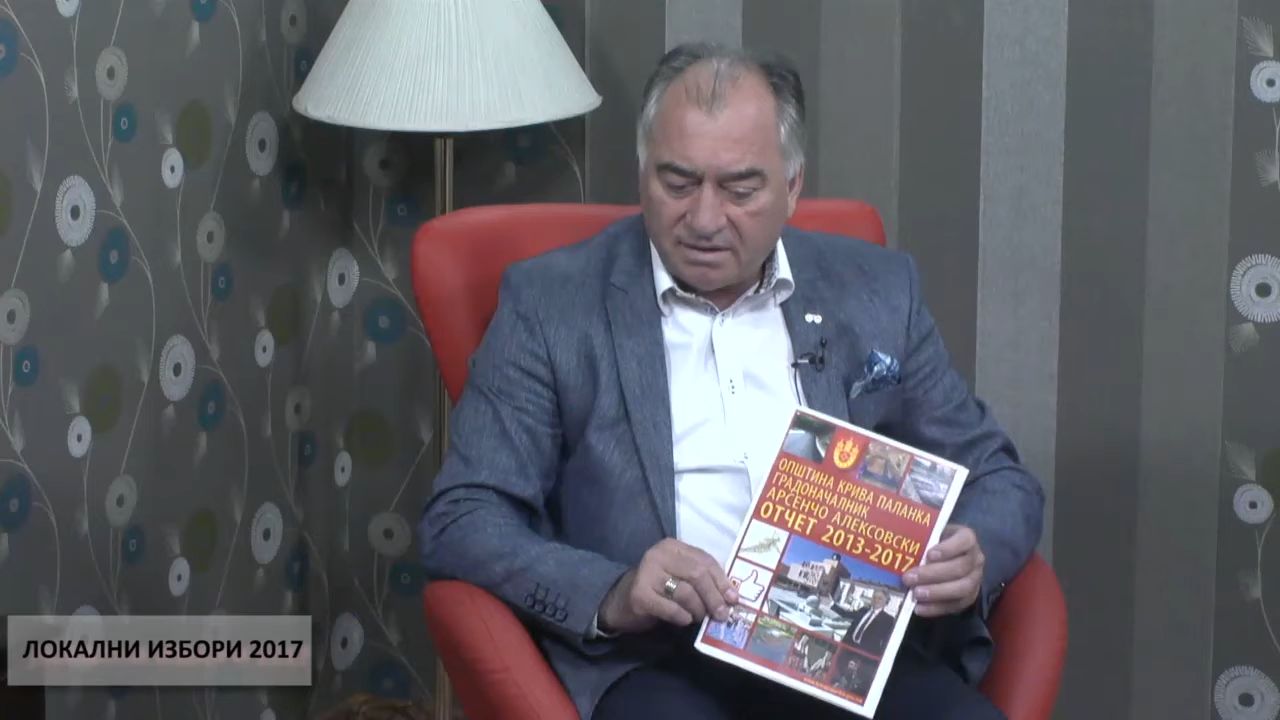 ОПШТИНА КРИВА ПАЛАНКА
ГРАДОНАЧАЛНИК
АРСЕНЧО АЛЕКСОВСКИ
ОТЧЕТ 2013-2017
ЛОКАЛНИ ИЗБОРИ 2017